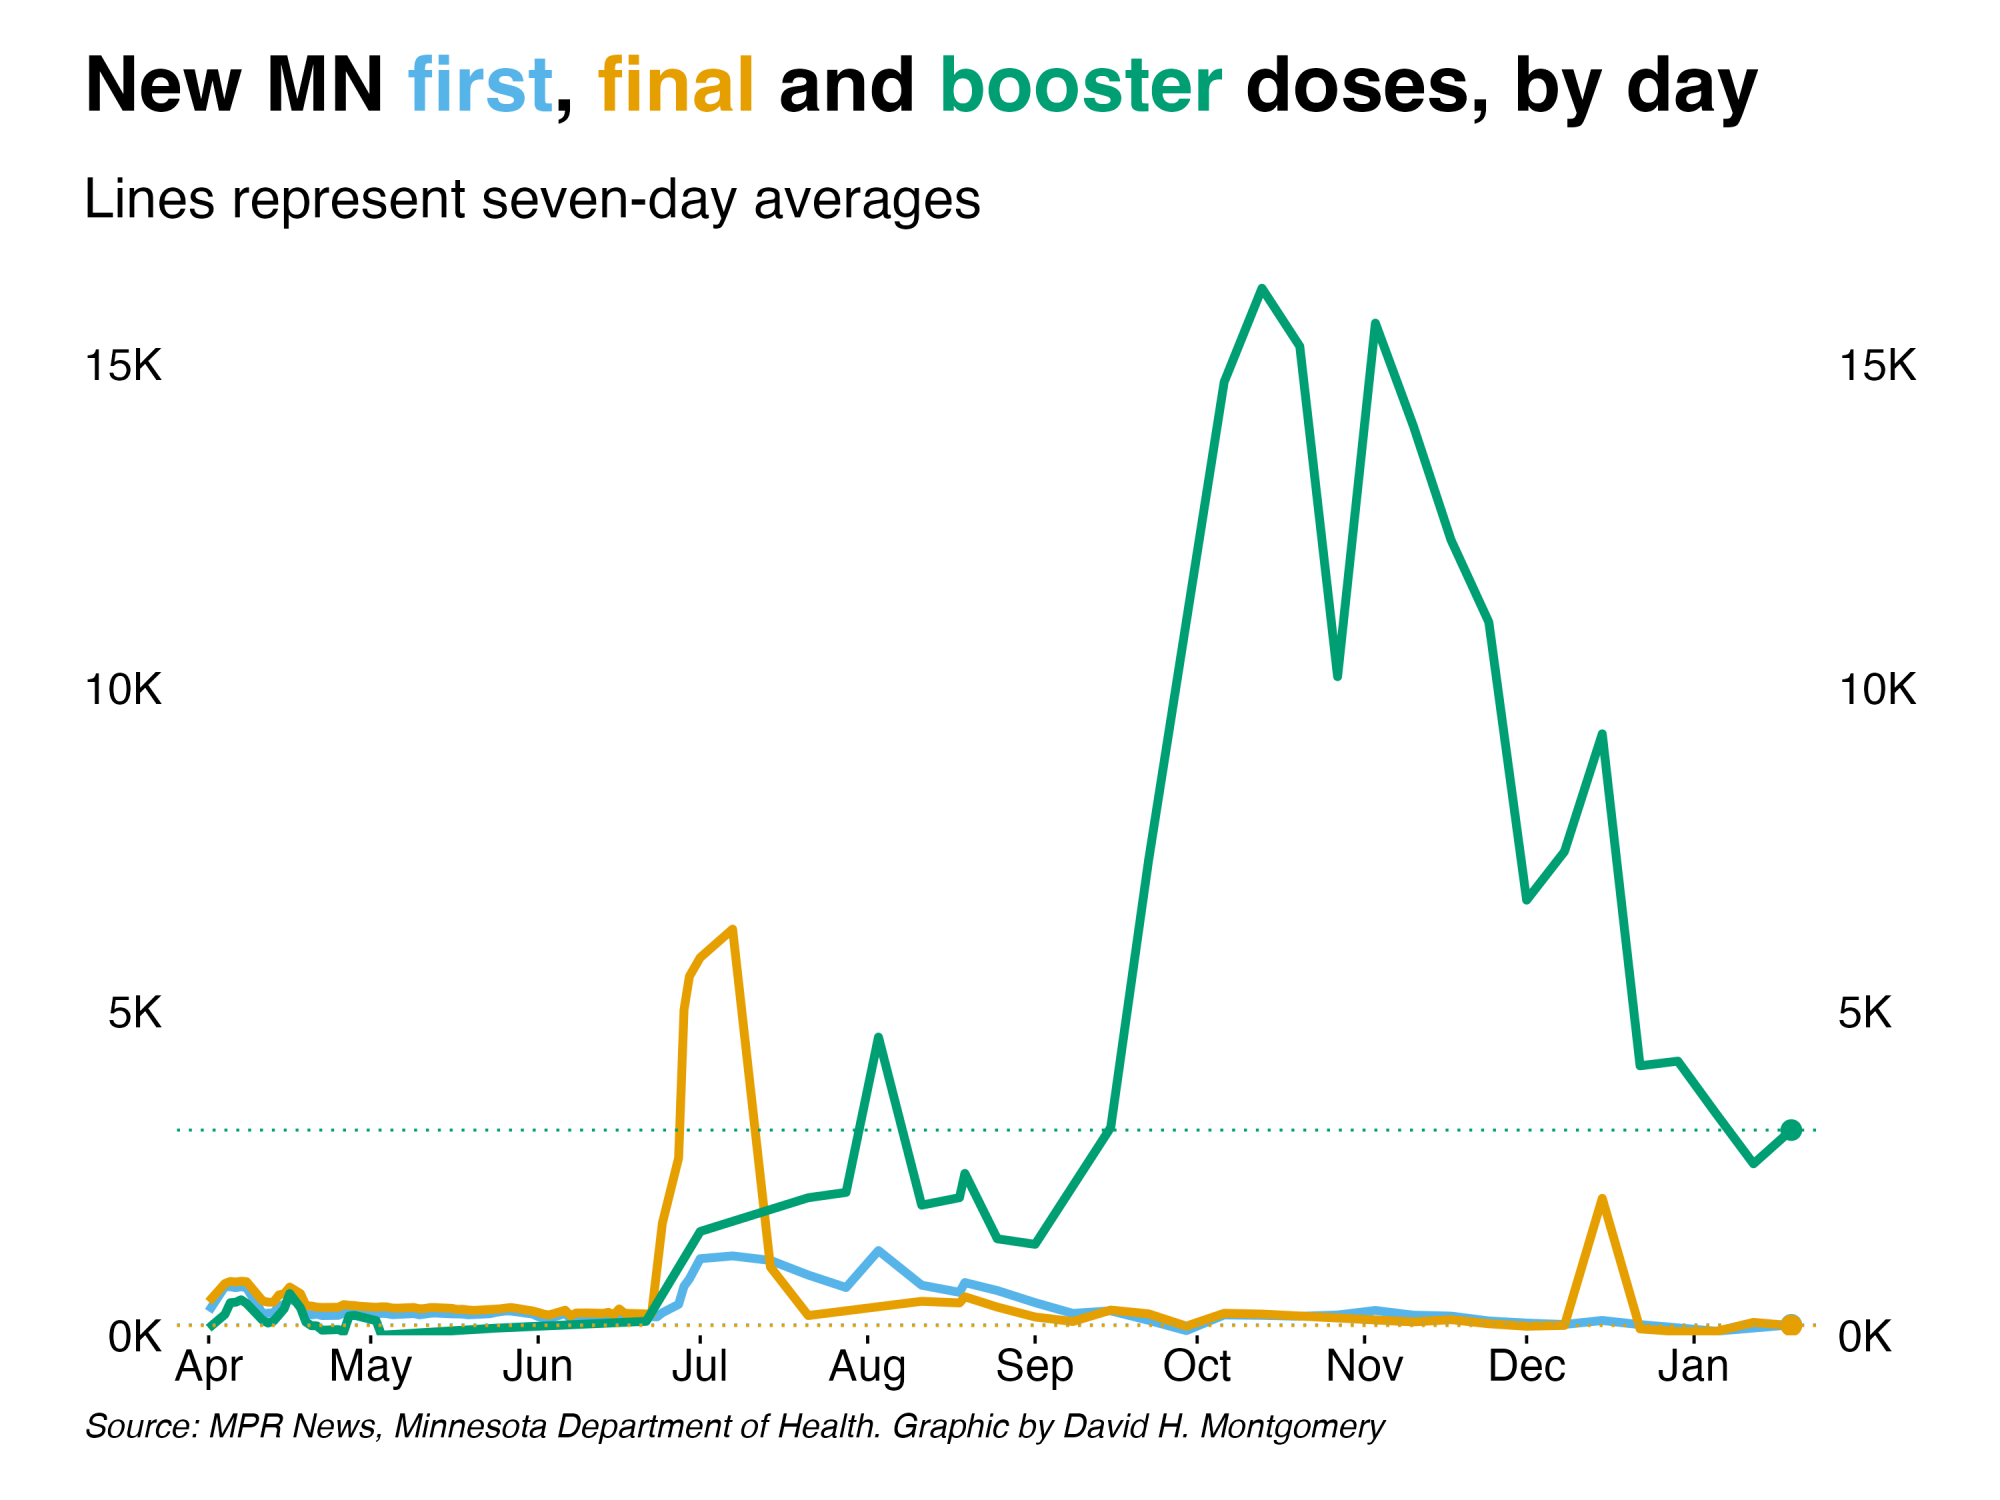 New MN first, final and booster doses, by day
Lines represent seven-day averages
15K 15K
10K 10K
5K 5K
0K 0K
Apr May Jun Jul Aug Sep Oct Nov Dec Jan
Source: MPR News, Minnesota Department of Health. Graphic by David H. Montgomery